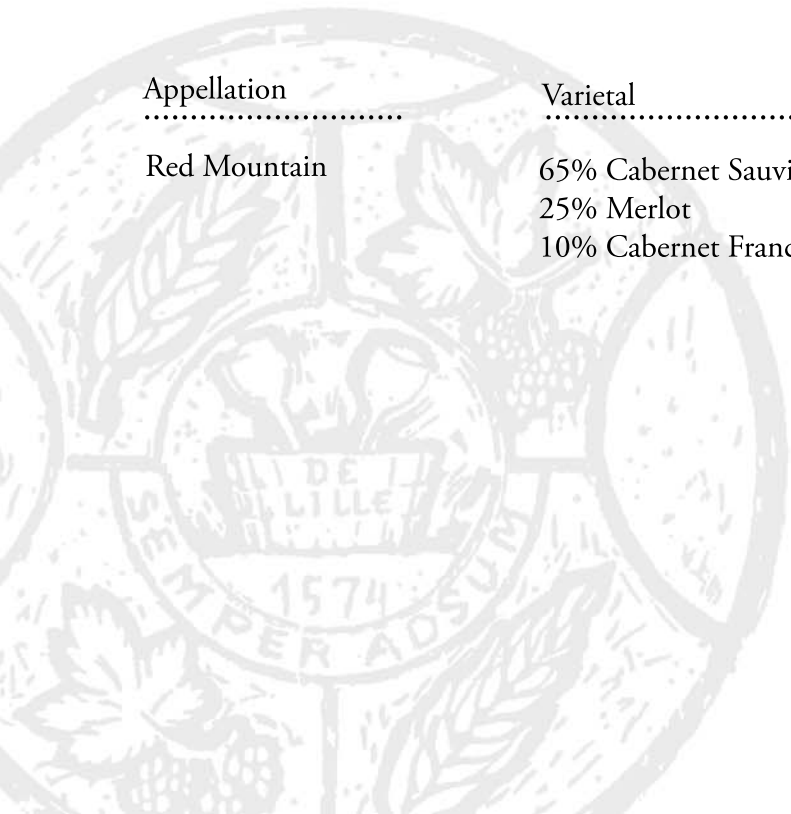 Appellation
Varietal
Red Mountain
65% Cabernet Sauvi
25% Merlot
10% Cabernet Franc
DE
LILLE
1574
SEMPER ADSUM